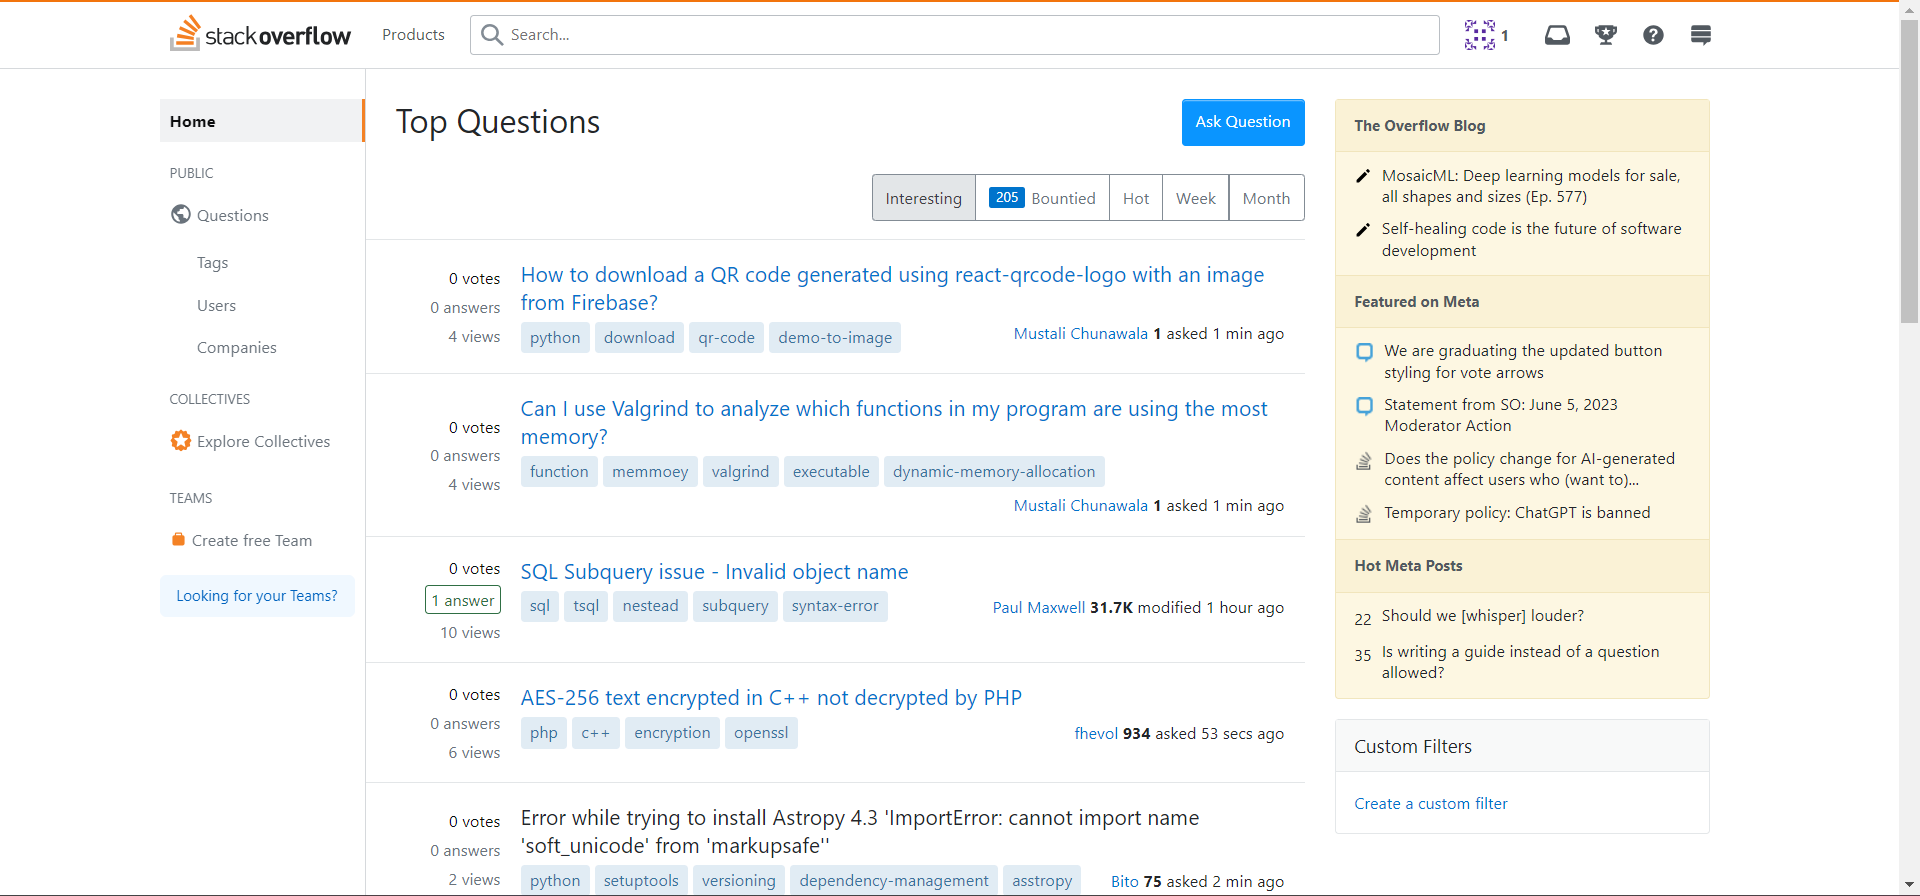 stackoverflow
Products
Search...
1
Home
PUBLIC
Questions
Tags
Users
Companies
COLLECTIVES
Explore Collectives
TEAMS
Create free Team
Looking for your Teams?
Top Questions
Ask Question
Interesting
205 Bountied
Hot
Week
Month
0 votes
0 answers
4 views
How to download a QR code generated using react-qrcode-logo with an image
from Firebase?
python download qr-code demo-to-image
Mustali Chunawala 1 asked 1 min ago
0 votes
0 answers
4 views
Can I use Valgrind to analyze which functions in my program are using the most
memory?
function memmoey valgrind executable dynamic-memory-allocation
Mustali Chunawala 1 asked 1 min ago
0 votes
1 answer
10 views
SQL Subquery issue - Invalid object name
sql tsql nestead subquery syntax-error
Paul Maxwell 31.7K modified 1 hour ago
0 votes
0 answers
6 views
AES-256 text encrypted in C++ not decrypted by PHP
php c++ encryption openssl
fhevol 934 asked 53 secs ago
0 votes
0 answers
2 views
Error while trying to install Astropy 4.3 'ImportError: cannot import name
'soft_unicode' from 'markupsafe''
python setuptools versioning dependency-management asstropy
Bito 75 asked 2 min ago
The Overflow Blog
MosaicML: Deep learning models for sale,
all shapes and sizes (Ep. 577)
Self-healing code is the future of software
development
Featured on Meta
We are graduating the updated button
styling for vote arrows
Statement from SO: June 5, 2023
Moderator Action
Does the policy change for AI-generated
content affect users who (want to)...
Temporary policy: ChatGPT is banned
Hot Meta Posts
22 Should we [whisper] louder?
35 Is writing a guide instead of a question
allowed?
Custom Filters
Create a custom filter